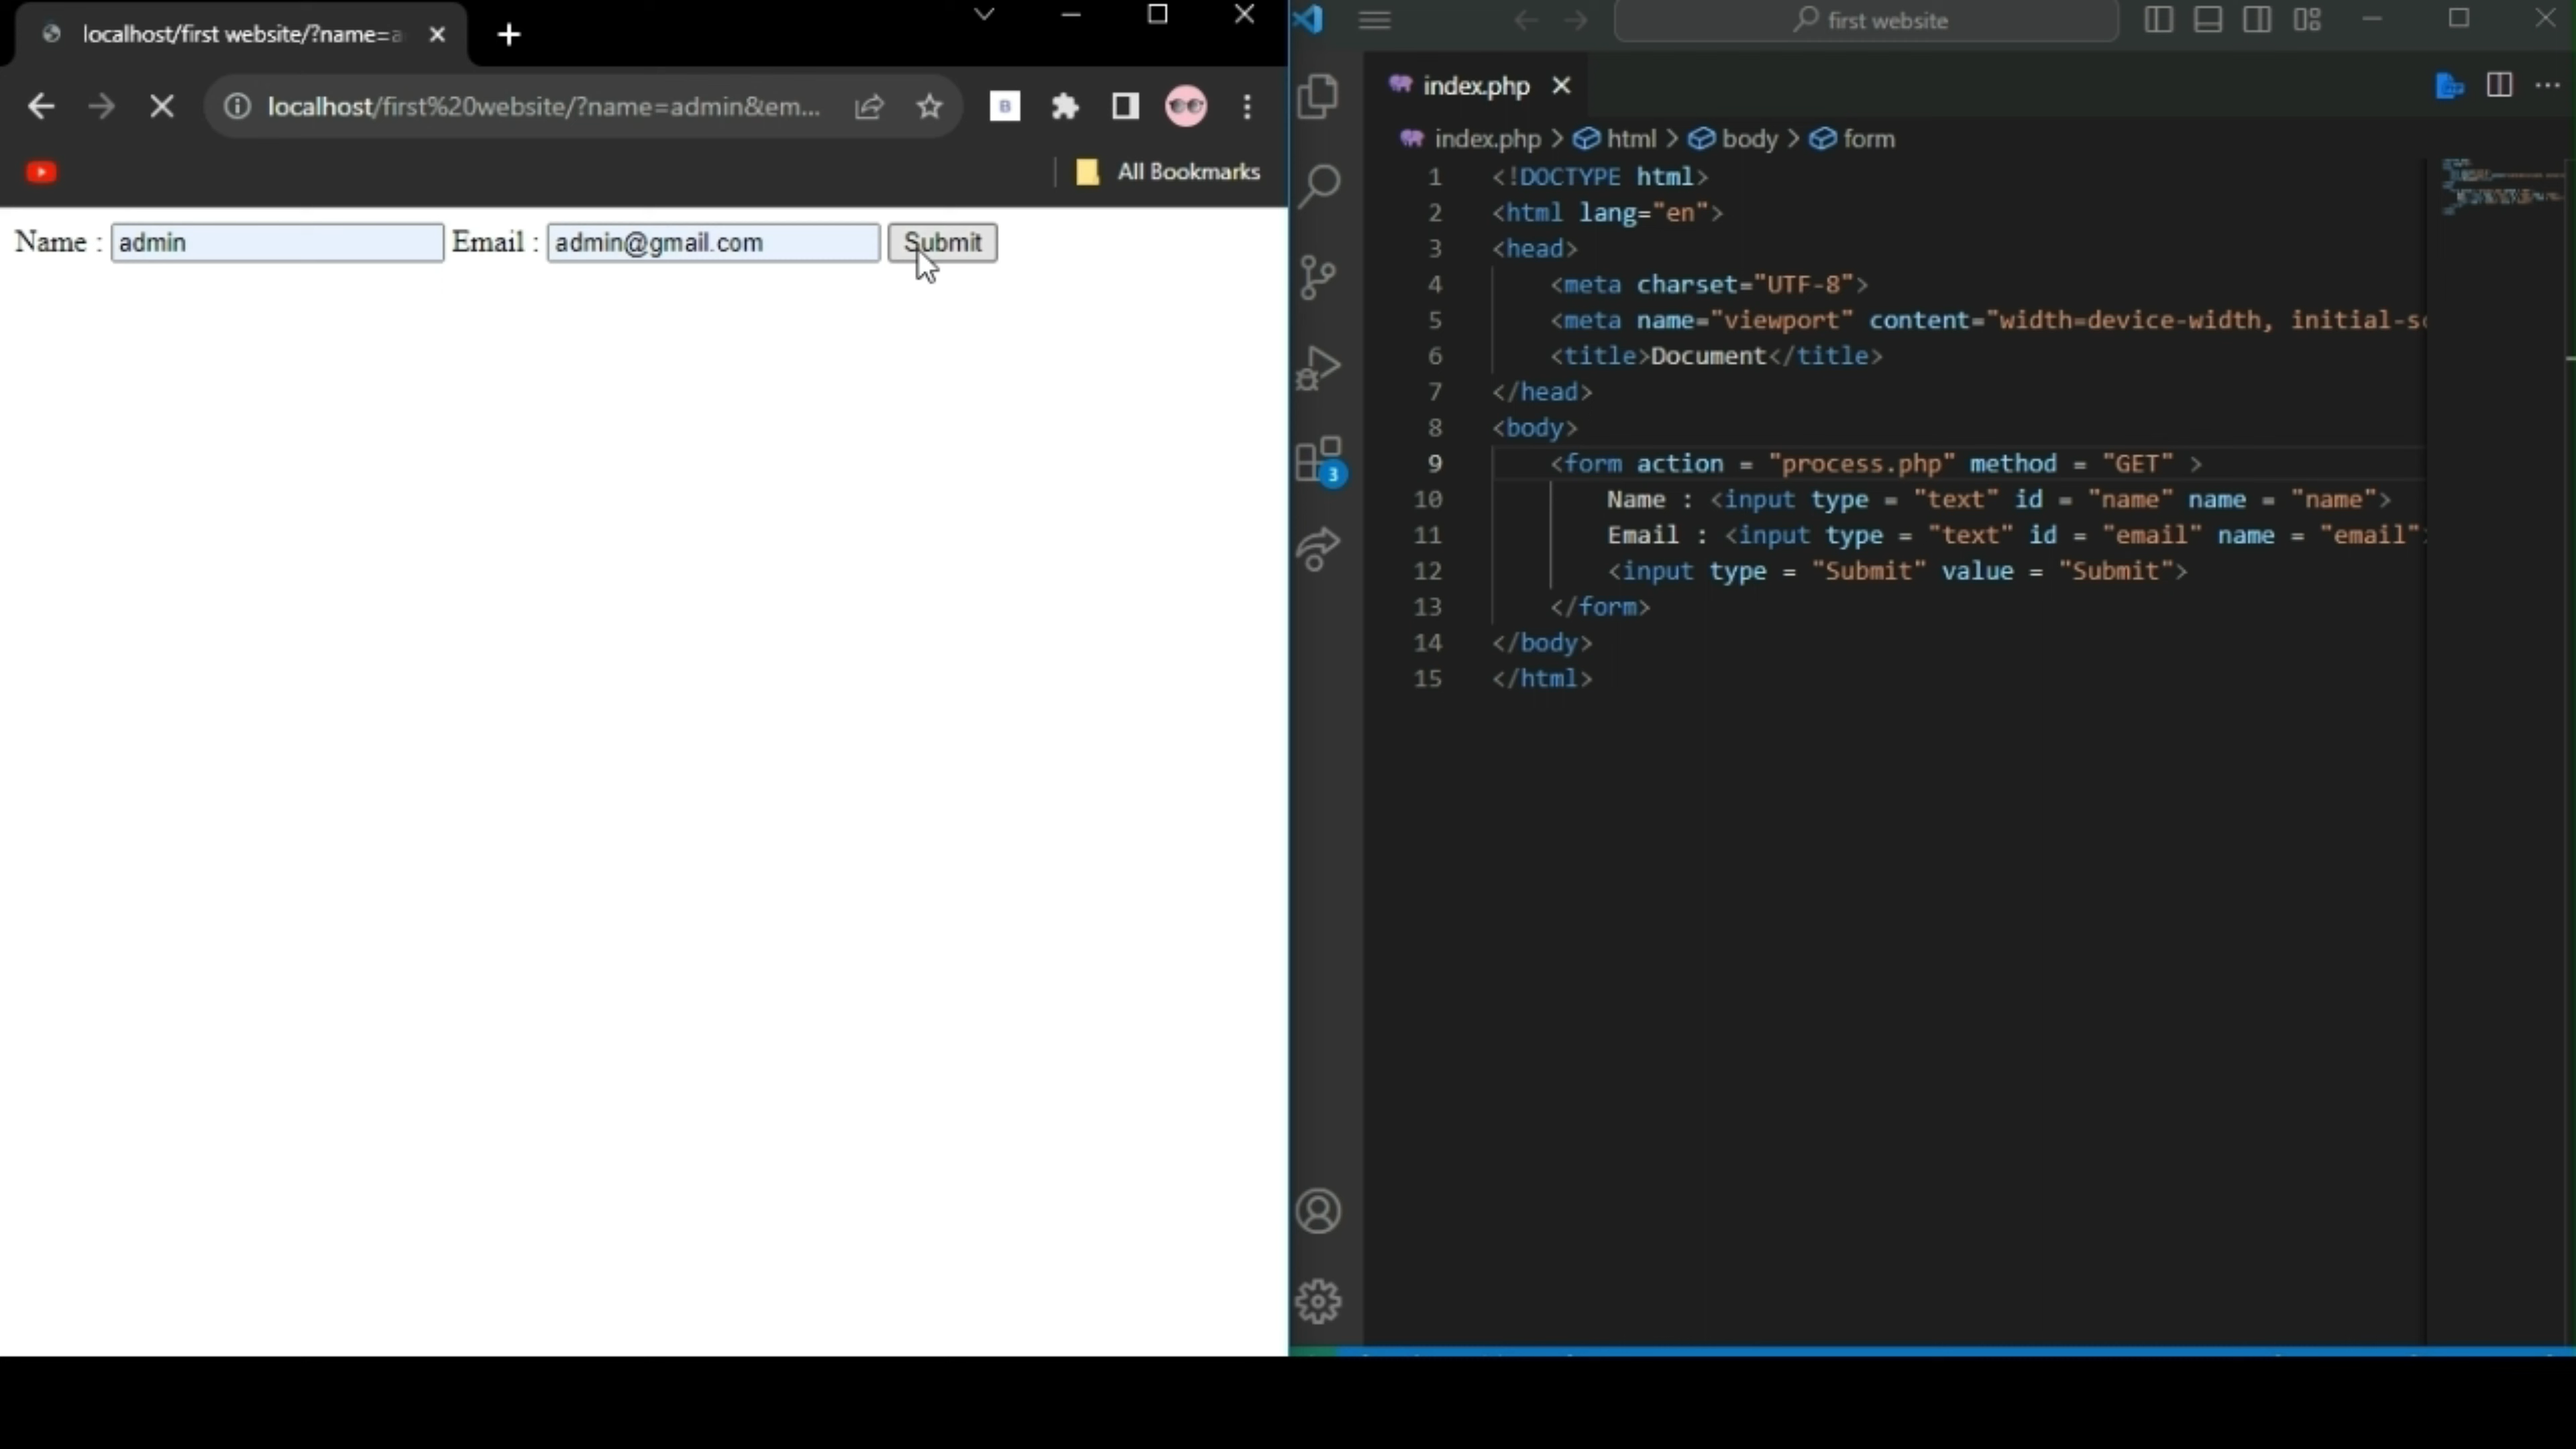 localhost/first website/?name=a
localhost/first%20website/?name=admin&em...
All Bookmarks
Name : admin Email : admin@gmail.com Submit
first website
index.php
index.php > html > body > form
1 <!DOCTYPE html>
2 <html lang="en">
3 <head>
4 <meta charset="UTF-8">
5 <meta name="viewport" content="width=device-width, initial-sc
6 <title>Document</title>
7 </head>
8 <body>
9 <form action = "process.php" method = "GET" >
10 Name : <input type = "text" id = "name" name = "name">
11 Email : <input type = "text" id = "email" name = "email">
12 <input type = "Submit" value = "Submit">
13 </form>
14 </body>
15 </html>
3